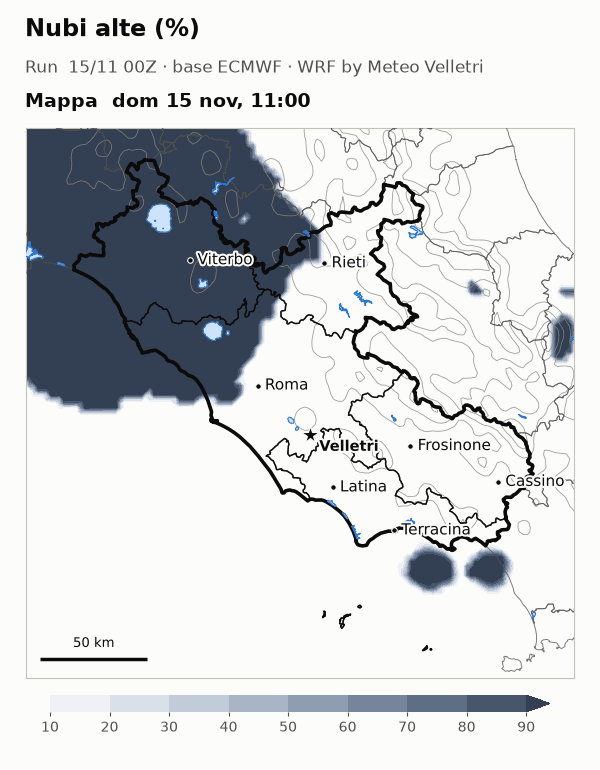 Nubi alte (%)
Run 15/11 00Z · base ECMWF · WRF by Meteo Velletri
Mappa dom 15 nov, 11:00
Viterbo
Rieti
Roma
Velletri
Frosinone
Latina
Cassino
Terracina
50 km
10 20 30 40 50 60 70 80 90